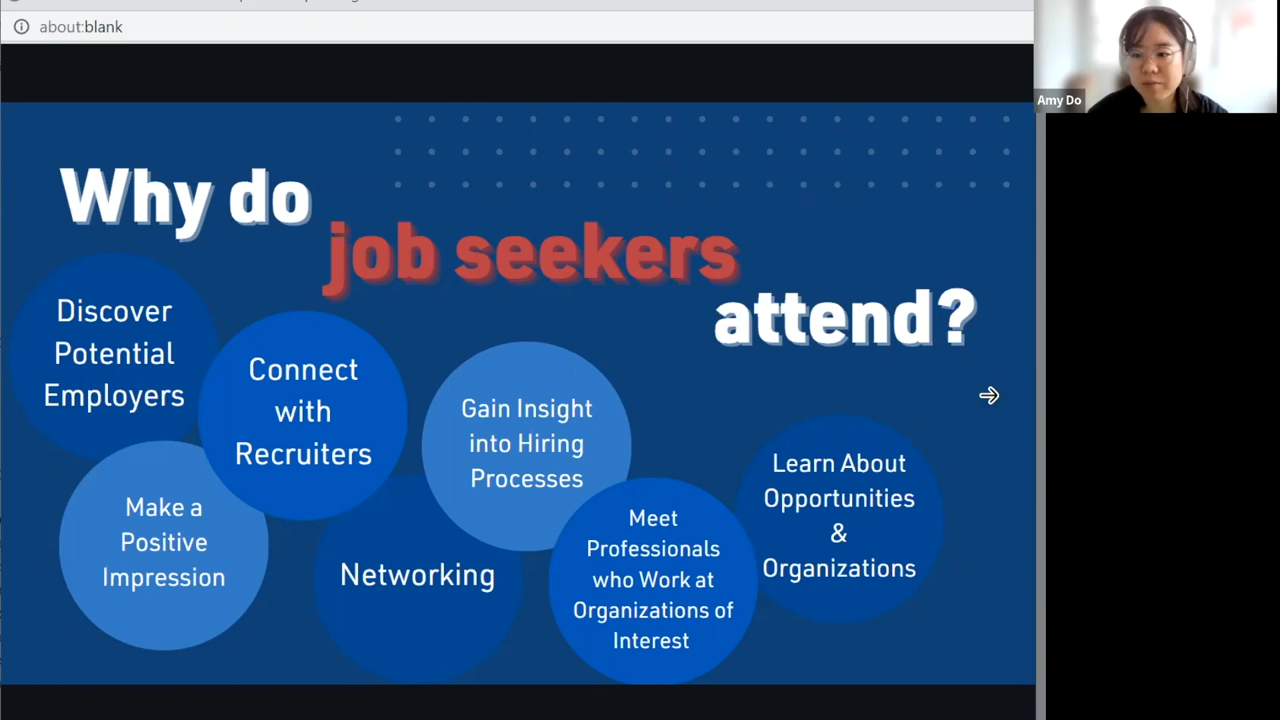 about:blank
Amy Do
Why do
job seekers
attend?
Discover
Potential
Employers
Connect
with
Recruiters
Gain Insight
into Hiring
Processes
Learn About
Opportunities
&
Organizations
Make a
Positive
Impression
Networking
Meet
Professionals
who Work at
Organizations of
Interest